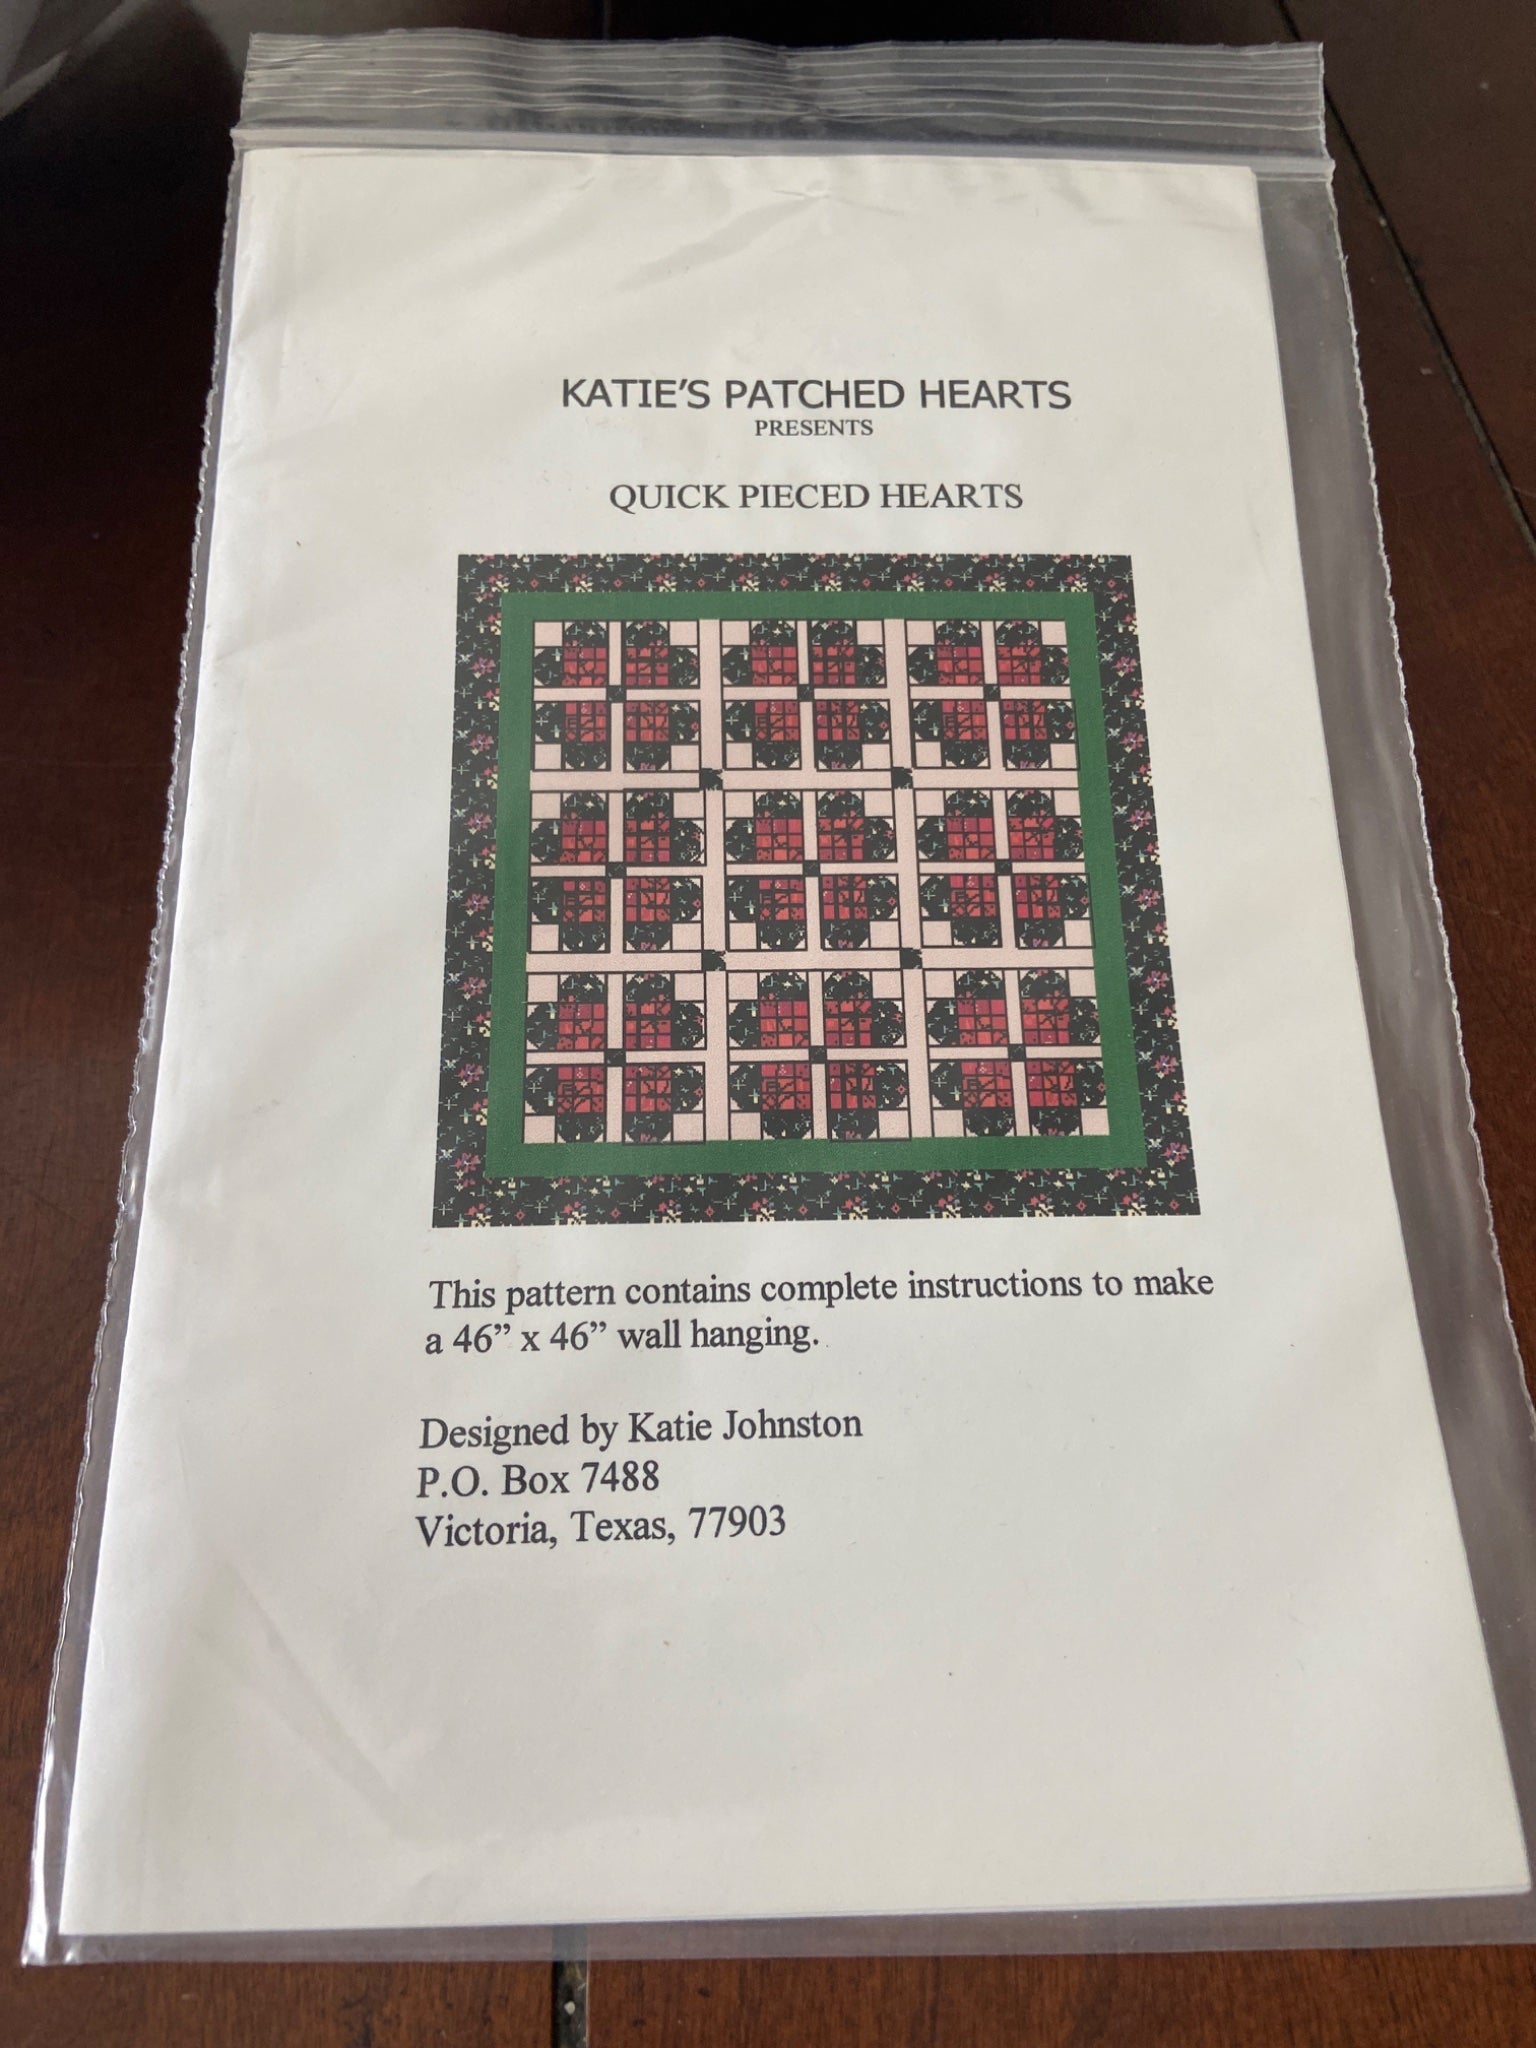 KATIE'S PATCHED HEARTS
PRESENTS
QUICK PIECED HEARTS
This pattern contains complete instructions to make
a 46” x 46” wall hanging.
Designed by Katie Johnston
P.O. Box 7488
Victoria, Texas, 77903